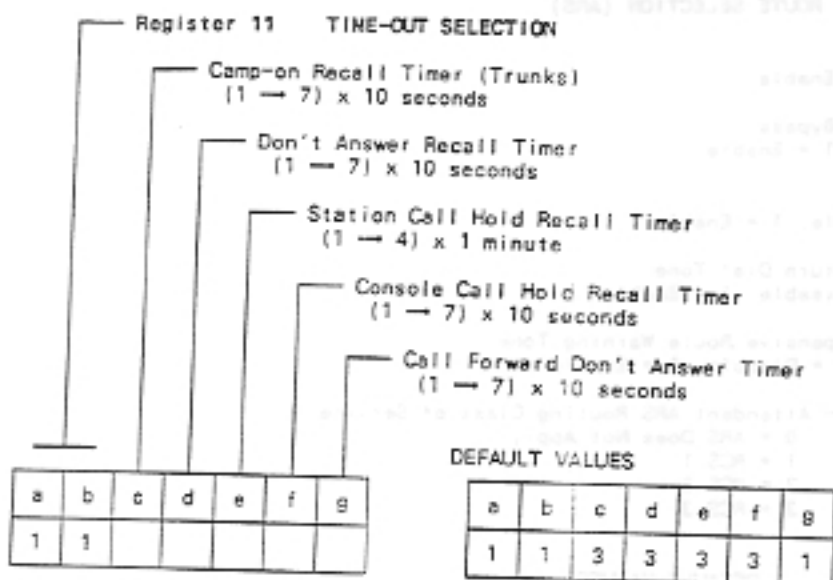 Register 11 TIME-OUT SELECTION
Camp-on Recall Timer (Trunks)
(1 → 7) x 10 seconds
Don't Answer Recall Timer
(1 → 7) x 10 seconds
Station Call Hold Recall Timer
(1 → 4) x 1 minute
Console Call Hold Recall Timer
(1 → 7) x 10 seconds
Call Forward Don't Answer Timer
(1 → 7) x 10 seconds
a b c d e f g
1 1
DEFAULT VALUES
a b c d e f g
1 1 3 3 3 3 1